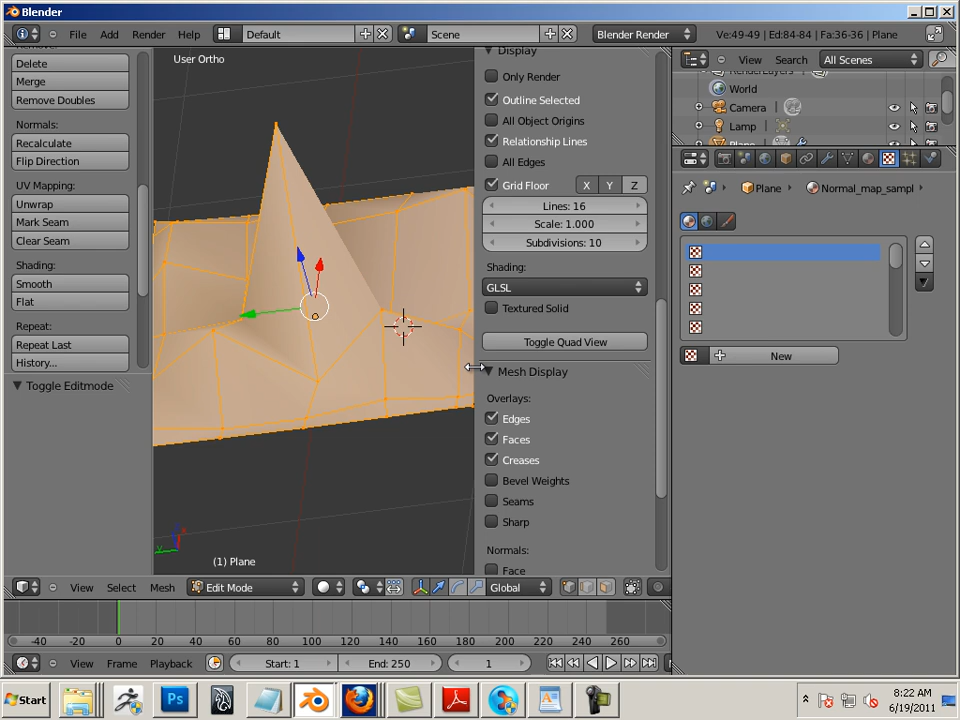 Blender
File Add Render Help Default Scene Blender Render Ve:49-49 | Ed:84-84 | Fa:36-36 | Plane
Delete
Merge
Remove Doubles
Normals:
Recalculate
Flip Direction
UV Mapping:
Unwrap
Mark Seam
Clear Seam
Shading:
Smooth
Flat
Repeat:
Repeat Last
History...
Toggle Editmode
User Ortho
(1) Plane
Display
Only Render
Outline Selected
All Object Origins
Relationship Lines
All Edges
Grid Floor X Y Z
Lines: 16
Scale: 1.000
Subdivisions: 10
Shading:
GLSL
Textured Solid
Toggle Quad View
Mesh Display
Overlays:
Edges
Faces
Creases
Bevel Weights
Seams
Sharp
Normals:
Face
View Search All Scenes
RenderLayers
World
Camera
Lamp
Plane
Plane Normal_map_sampl
New
View Select Mesh Edit Mode Global
-40 -20 0 20 40 60 80 100 120 140 160 180 200 220 240 260
View Frame Playback Start: 1 End: 250 1
Start Ps
8:22 AM
6/19/2011